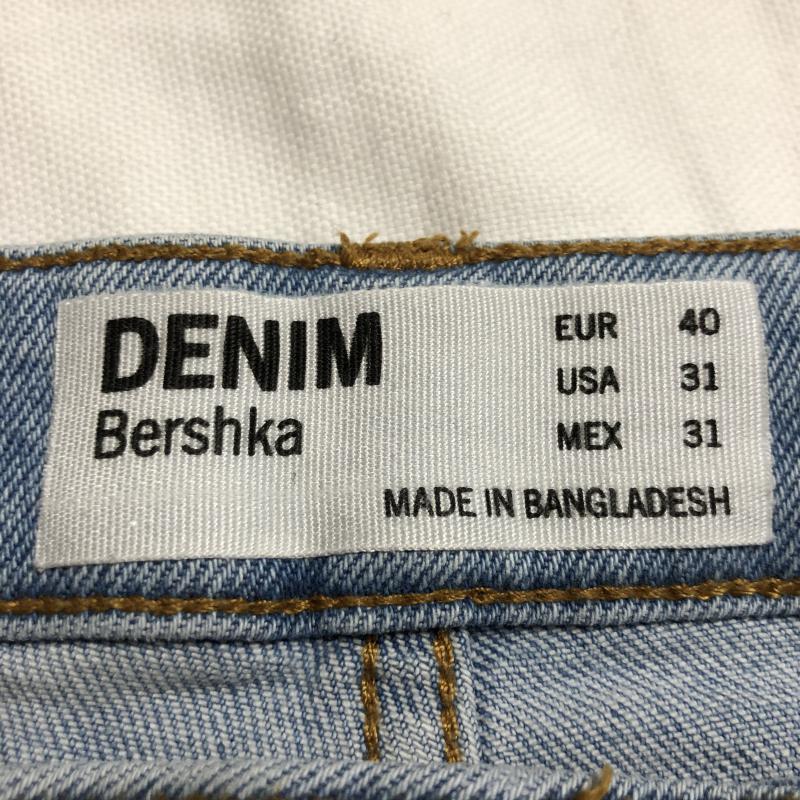 DENIM
Bershka
EUR 40
USA 31
MEX 31
MADE IN BANGLADESH